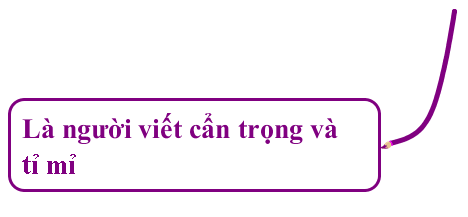 Là người viết cẩn trọng và
tỉ mỉ